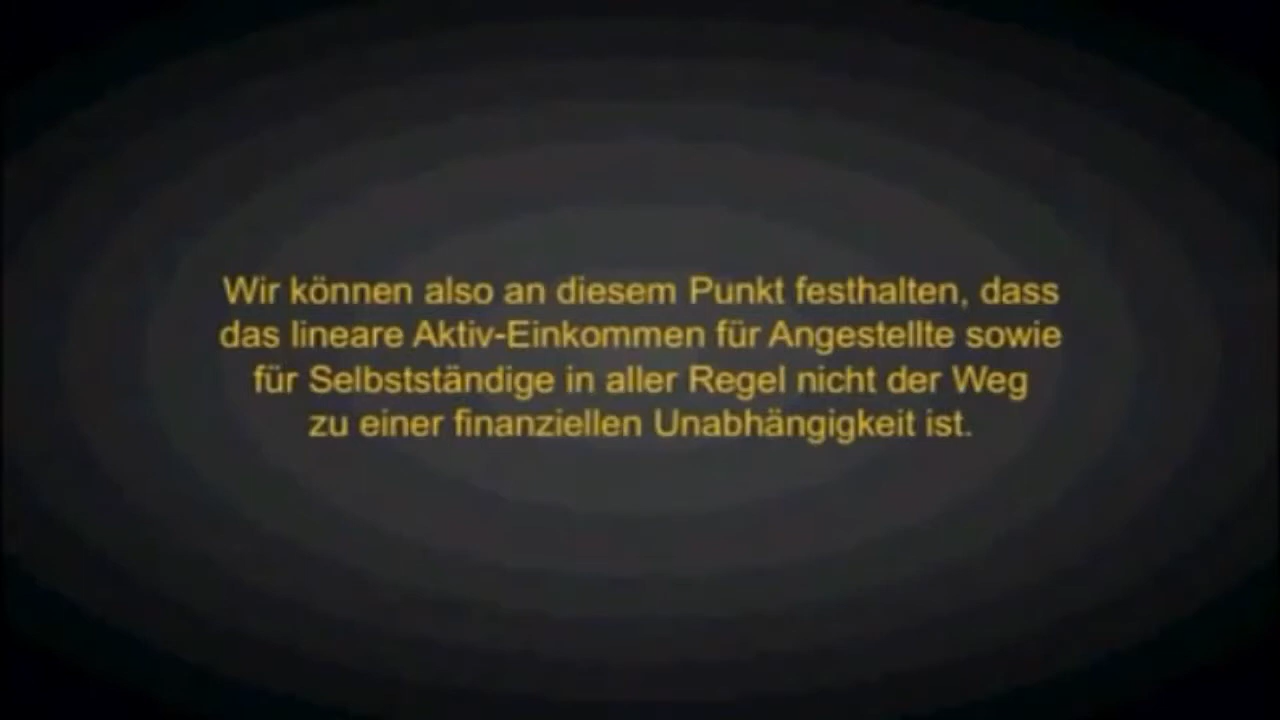 Wir können also an diesem Punkt festhalten, dass
das lineare Aktiv-Einkommen für Angestellte sowie
für Selbstständige in aller Regel nicht der Weg
zu einer finanziellen Unabhängigkeit ist.